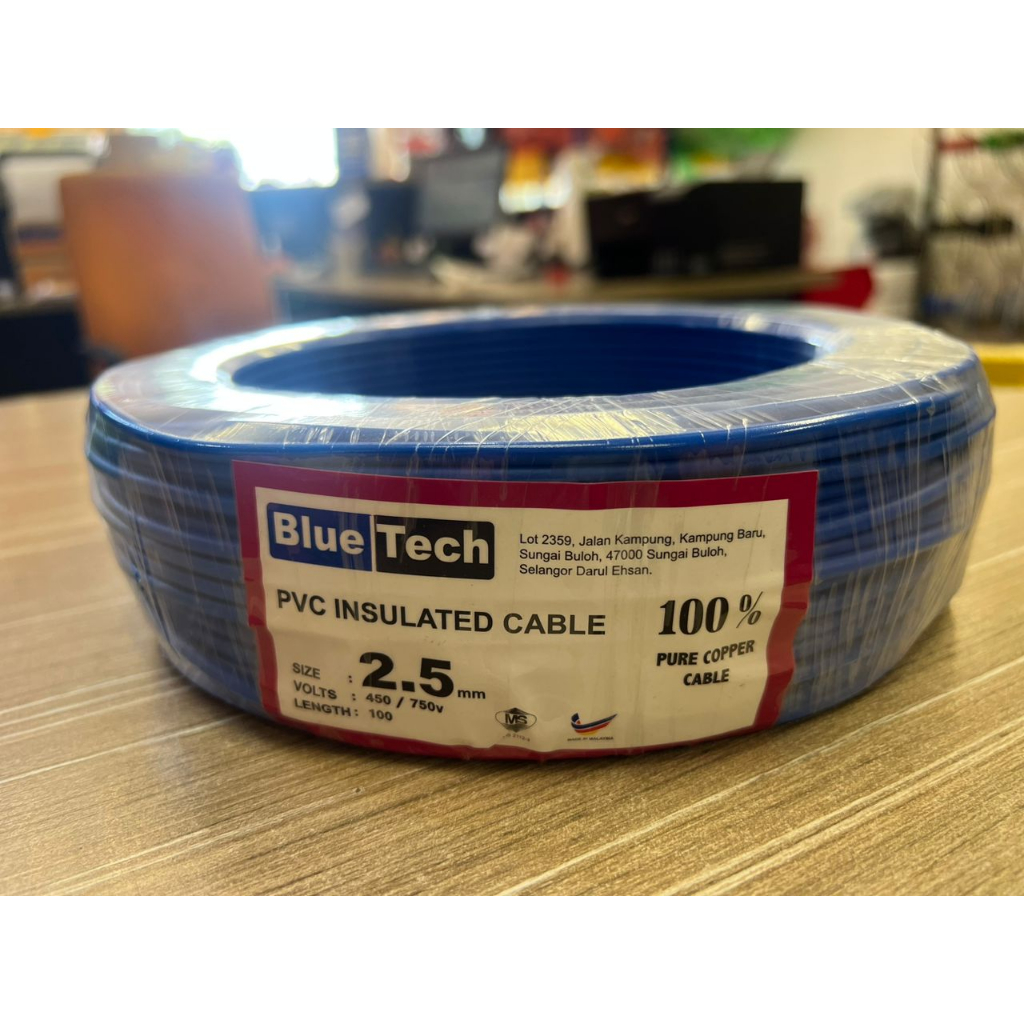 Blue Tech
Lot 2359, Jalan Kampung, Kampung Baru,
Sungai Buloh, 47000 Sungai Buloh,
Selangor Darul Ehsan.
PVC INSULATED CABLE
100 %
PURE COPPER
CABLE
SIZE : 2.5 mm
VOLTS : 450 / 750v
LENGTH : 100
MS